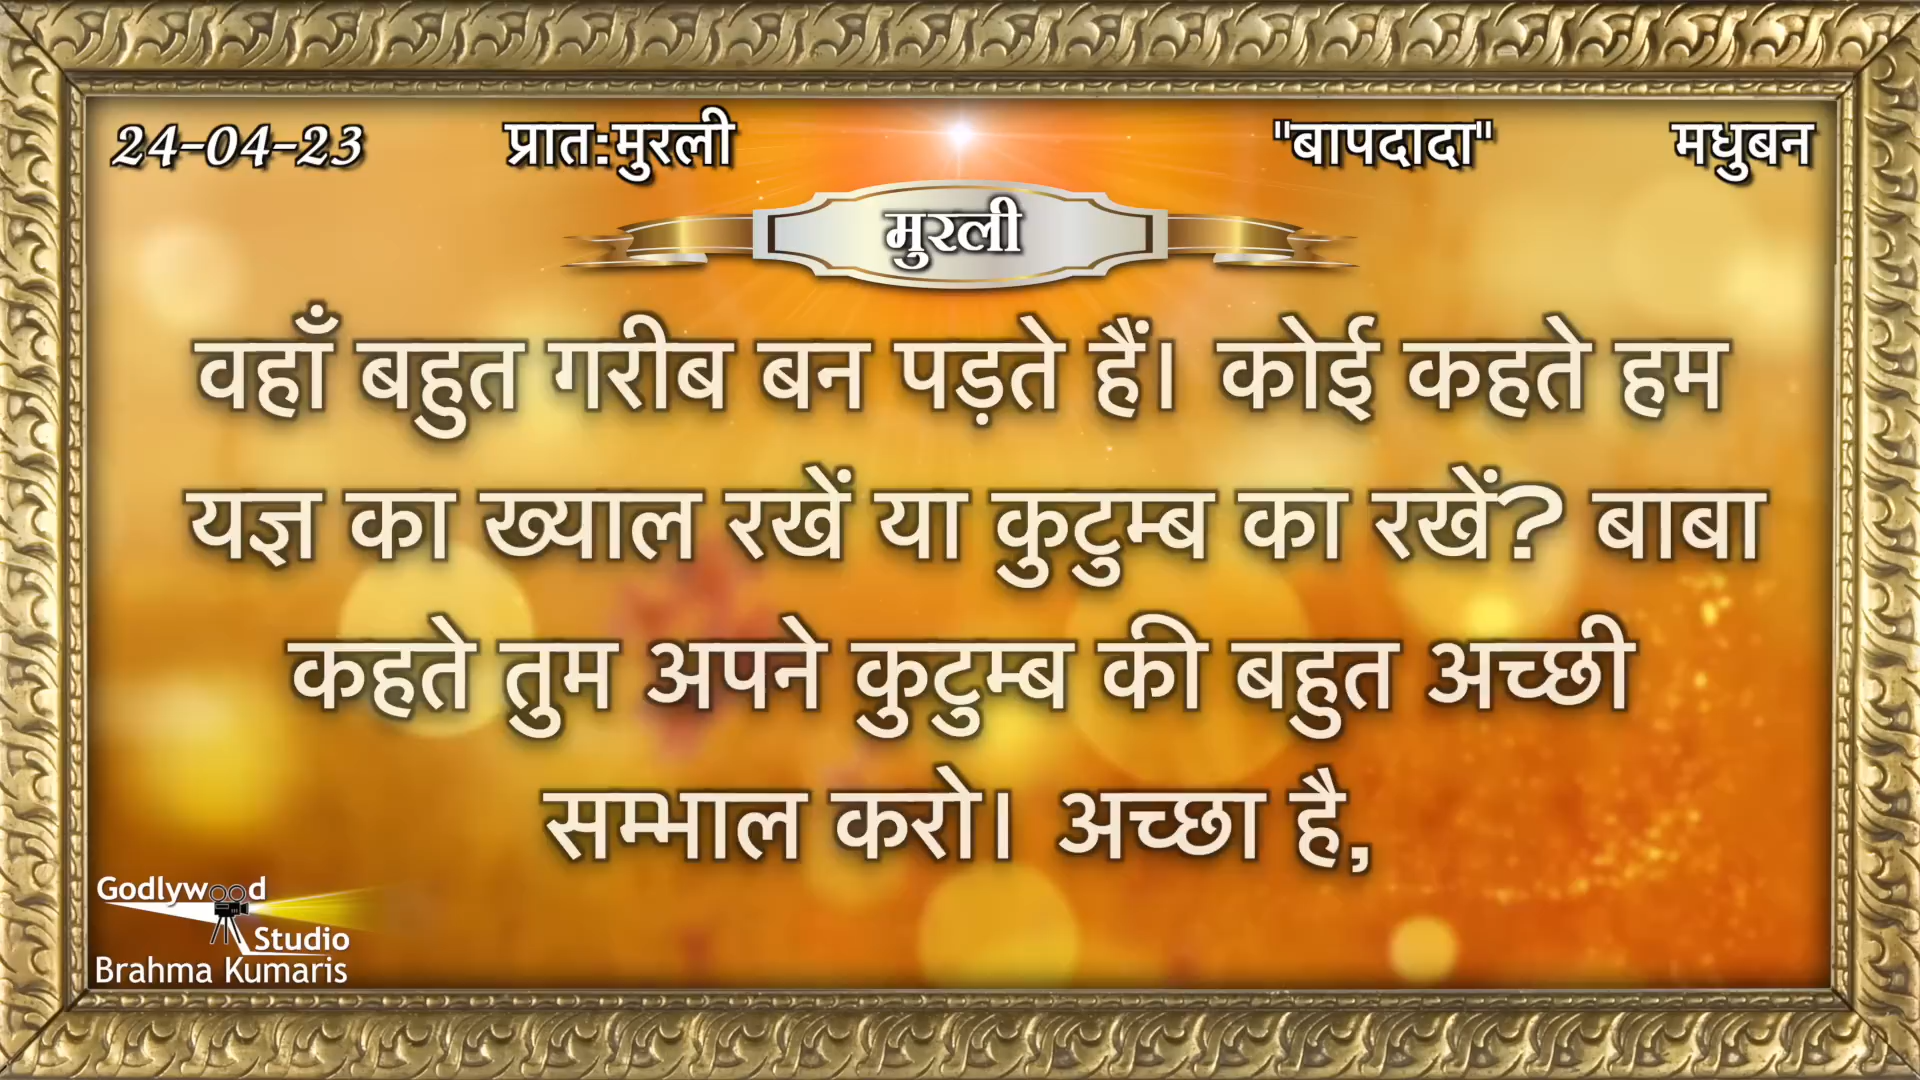 24-04-23 प्रात:मुरली "बापदादा" मधुबन
मुरली
वहाँ बहुत गरीब बन पड़ते हैं। कोई कहते हम
यज्ञ का ख्याल रखें या कुटुम्ब का रखें? बाबा
कहते तुम अपने कुटुम्ब की बहुत अच्छी
सम्भाल करो। अच्छा है,
Godlywood
Studio
Brahma Kumaris